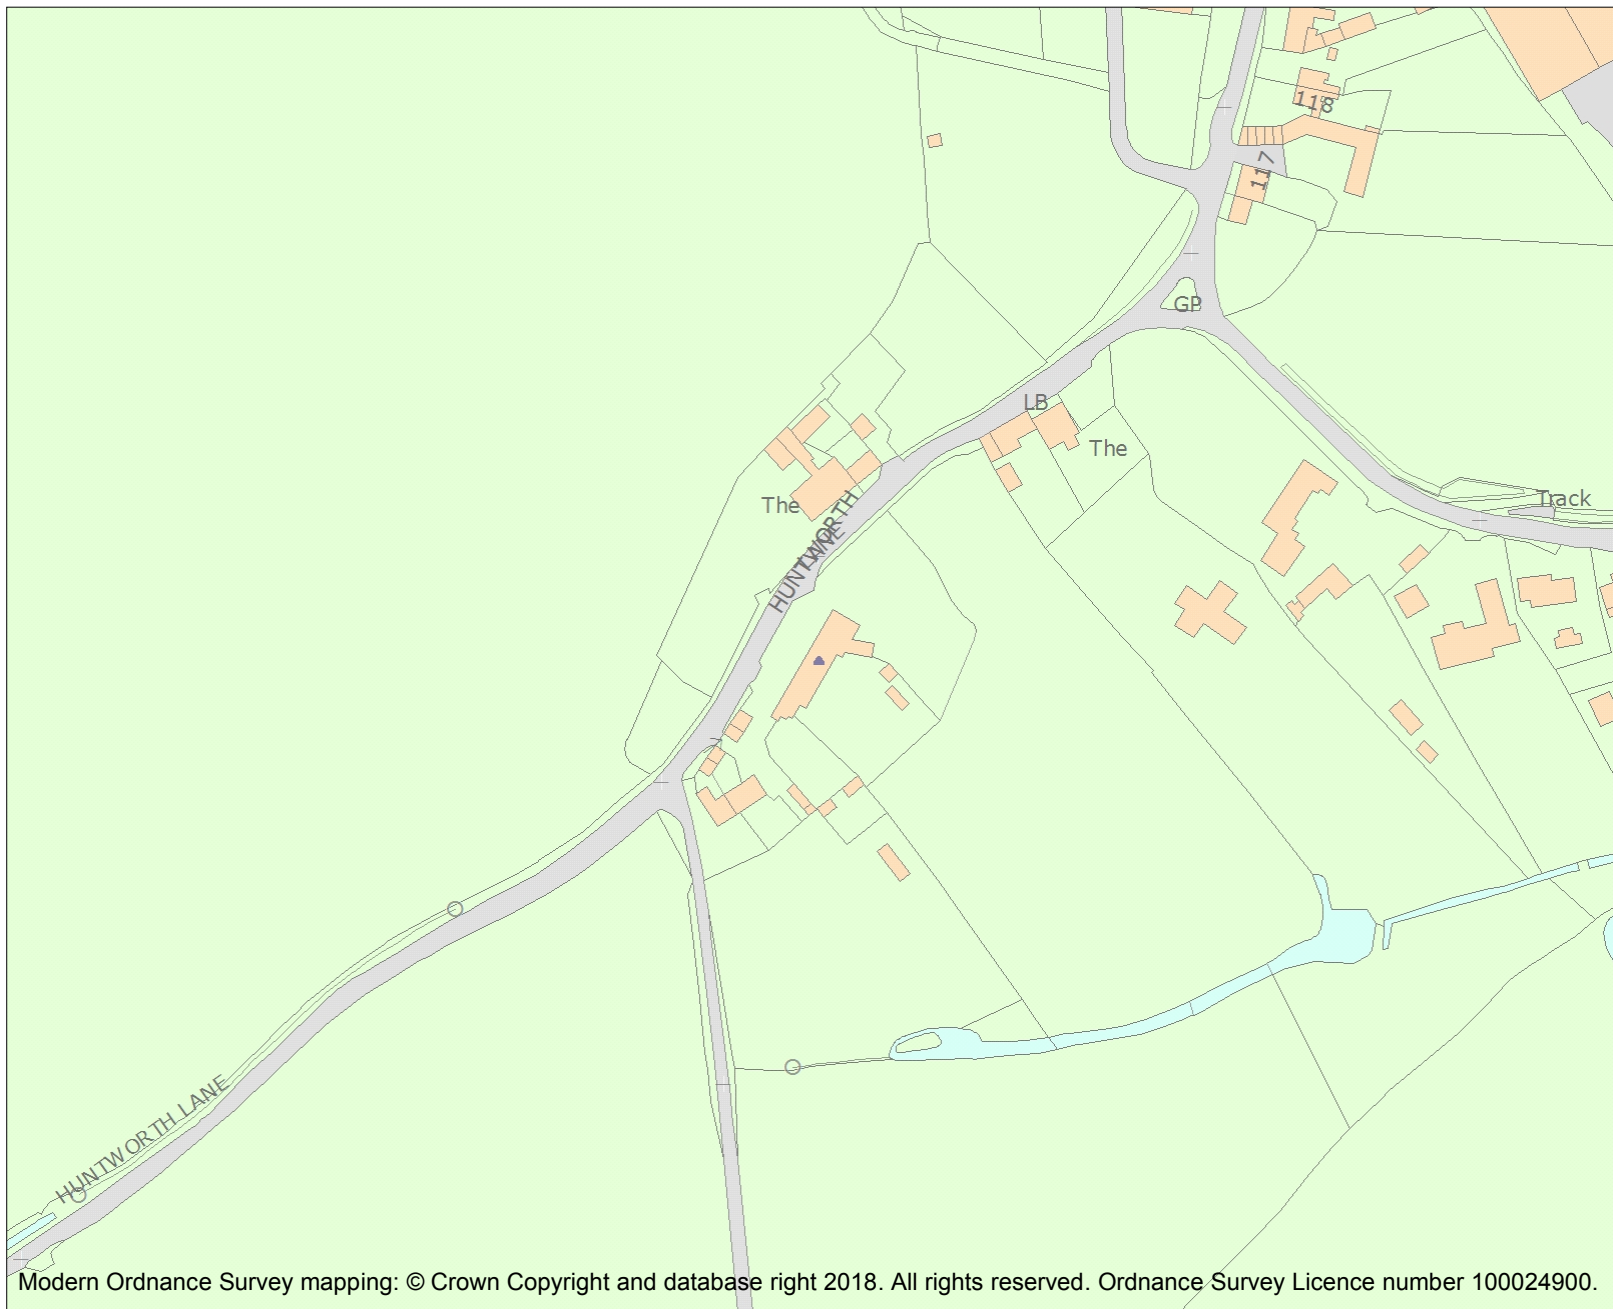 118
117
GP
LB
The
The
Track
HUNTWORTH
LANE
HUNTWORTH LANE
Modern Ordnance Survey mapping: © Crown Copyright and database right 2018. All rights reserved. Ordnance Survey Licence number 100024900.